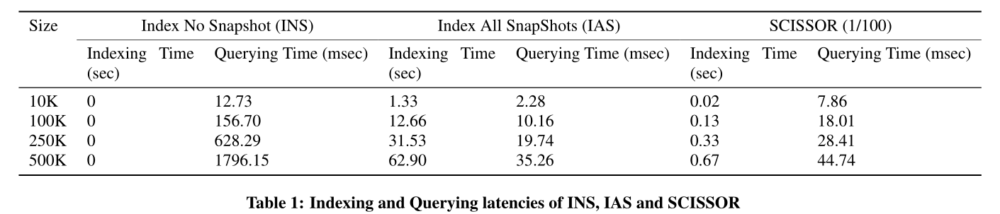 Size Index No Snapshot (INS) Index All SnapShots (IAS) SCISSOR (1/100)
Indexing Time Querying Time (msec) Indexing Time Querying Time (msec) Indexing Time Querying Time (msec)
(sec) (sec) (sec)
10K 0 12.73 1.33 2.28 0.02 7.86
100K 0 156.70 12.66 10.16 0.13 18.01
250K 0 628.29 31.53 19.74 0.33 28.41
500K 0 1796.15 62.90 35.26 0.67 44.74
Table 1: Indexing and Querying latencies of INS, IAS and SCISSOR